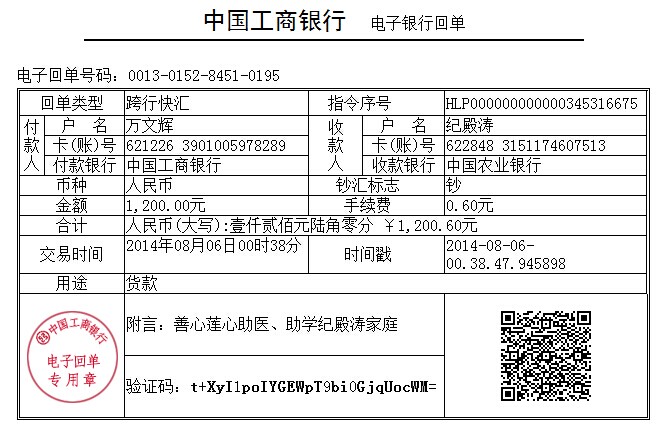 中国工商银行 电子银行回单
电子回单号码：0013-0152-8451-0195
回单类型 跨行快汇 指令序号 HLP000000000000345316675
付款人 户 名 万文辉 收款人 户 名 纪殿涛
卡(账)号 621226 3901005978289 卡(账)号 622848 3151174607513
付款银行 中国工商银行 收款银行 中国农业银行
币种 人民币 钞汇标志 钞
金额 1,200.00元 手续费 0.60元
合计 人民币(大写):壹仟贰佰元陆角零分 ￥1,200.60元
交易时间 2014年08月06日00时38分 时间戳 2014-08-06-
00.38.47.945898
用途 货款
中国工商银行
电子回单
专用章
附言：善心莲心助医、助学纪殿涛家庭
验证码：t+XyI1poIYGEWpT9bi0GjqUocWM=